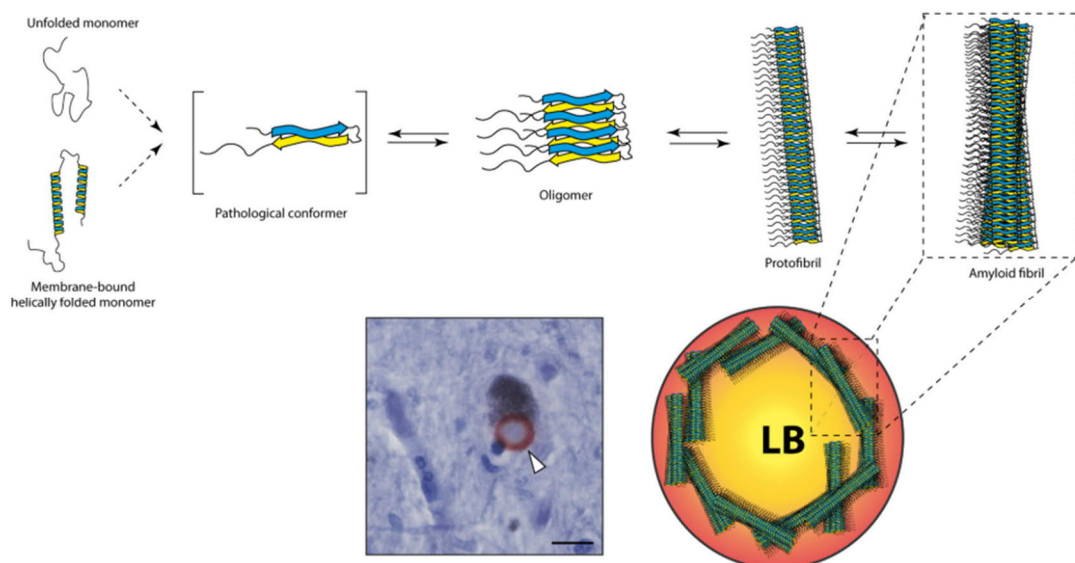 Unfolded monomer
Membrane-bound
helically folded monomer
Pathological conformer
Oligomer
Protofibril
Amyloid fibril
LB